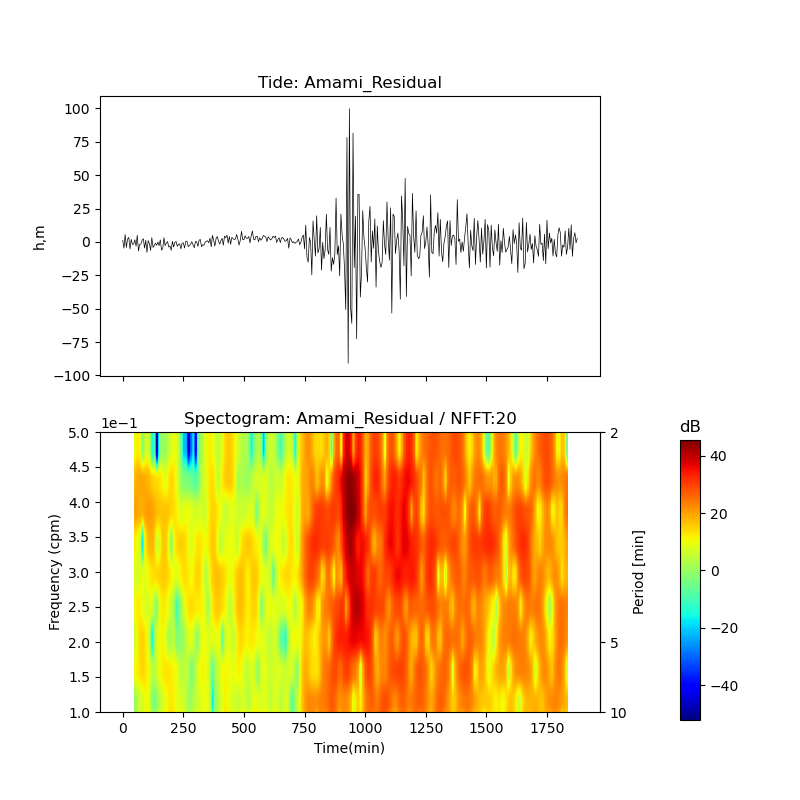 Tide: Amami_Residual
100
75
50
25
0
−25
−50
−75
−100
h,m
1e−1
Spectogram: Amami_Residual / NFFT:20
dB
5.0
4.5
4.0
3.5
3.0
2.5
2.0
1.5
1.0
Frequency (cpm)
2
5
10
Period [min]
40
20
0
−20
−40
0 250 500 750 1000 1250 1500 1750
Time(min)